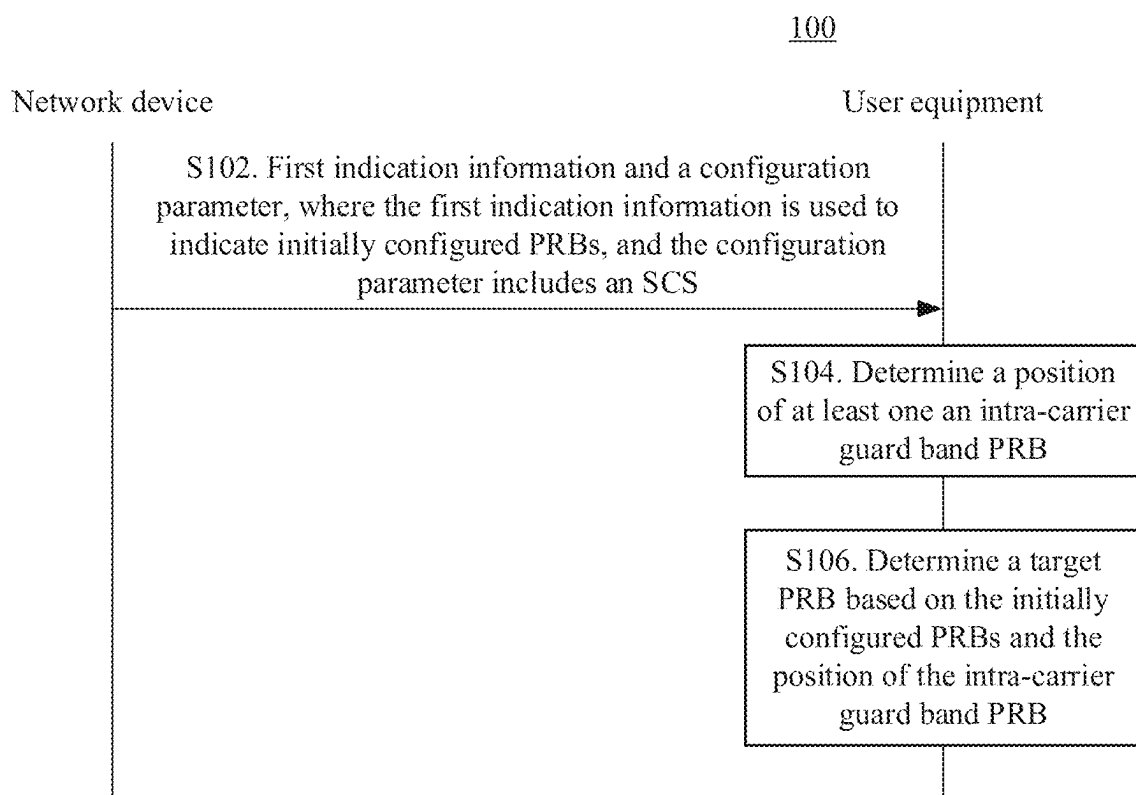 100
Network device
User equipment
S102. First indication information and a configuration
parameter, where the first indication information is used to
indicate initially configured PRBs, and the configuration
parameter includes an SCS
S104. Determine a position
of at least one an intra-carrier
guard band PRB
S106. Determine a target
PRB based on the initially
configured PRBs and the
position of the intra-carrier
guard band PRB